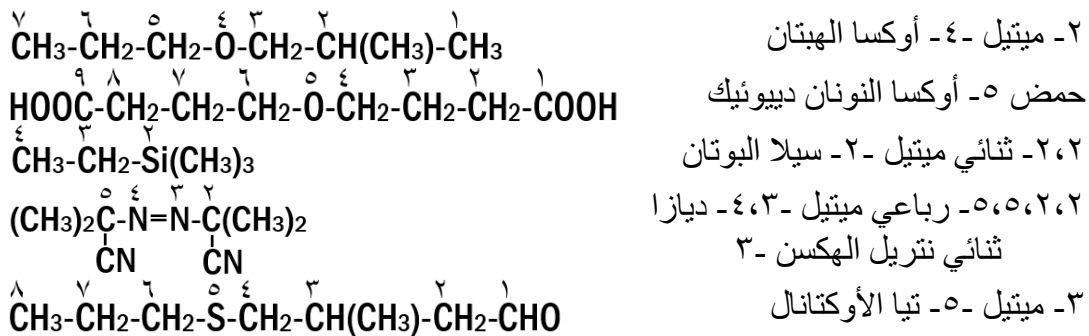 ٧ ٦ ٥ ٤ ٣ ٢ ١
CH3-CH2-CH2-O-CH2-CH(CH3)-CH3
٢- ميتيل -٤- أوكسا الهبتان
٩ ٨ ٧ ٦ ٥ ٤ ٣ ٢ ١
HOOC-CH2-CH2-CH2-O-CH2-CH2-CH2-COOH
حمض ٥- أوكسا النونان دييوئيك
٤ ٣ ٢
CH3-CH2-Si(CH3)3
٢،٢- ثنائي ميتيل -٢- سيلا البوتان
٥ ٤ ٣ ٢
(CH3)2C-N=N-C(CH3)2
CN CN
٥،٥،٢،٢- رباعي ميتيل -٤،٣- ديازا
ثنائي نتريل الهكسن -٣
٨ ٧ ٦ ٥ ٤ ٣ ٢ ١
CH3-CH2-CH2-S-CH2-CH(CH3)-CH2-CHO
٣- ميتيل -٥- تيا الأوكتانال